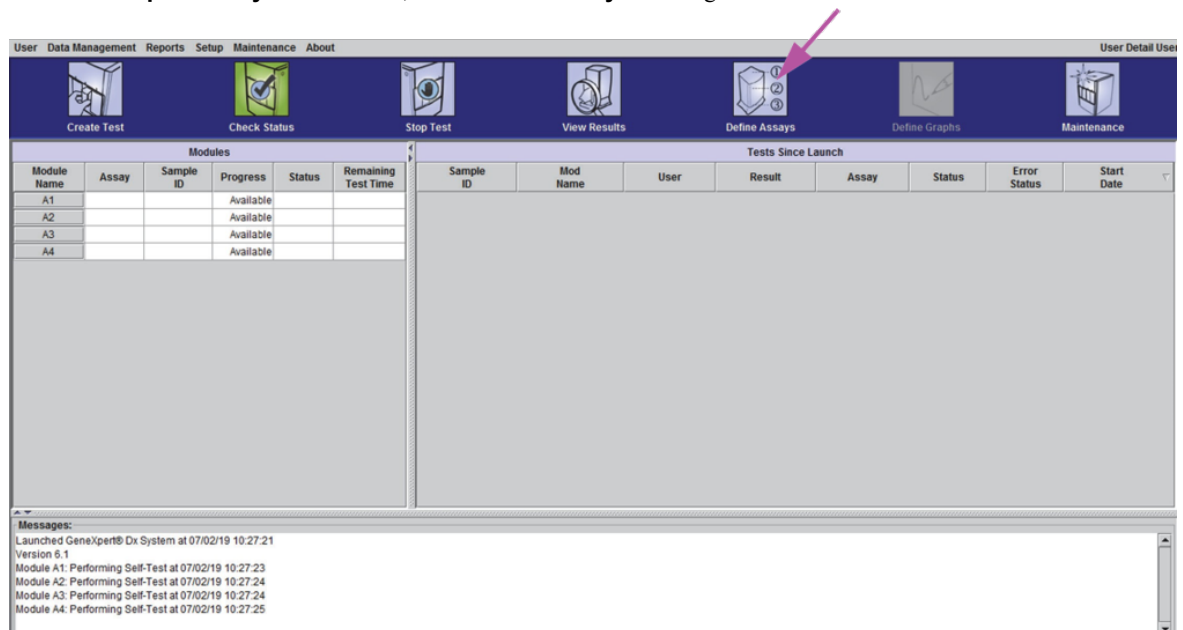 User Data Management Reports Setup Maintenance About User Detail User
① ② ③
Create Test Check Status Stop Test View Results Define Assays Define Graphs Maintenance
Modules Tests Since Launch
Module Name Assay Sample ID Progress Status Remaining Test Time Sample ID Mod Name User Result Assay Status Error Status Start Date
A1 Available
A2 Available
A3 Available
A4 Available
Messages:
Launched GeneXpert® Dx System at 07/02/19 10:27:21
Version 6.1
Module A1: Performing Self-Test at 07/02/19 10:27:23
Module A2: Performing Self-Test at 07/02/19 10:27:24
Module A3: Performing Self-Test at 07/02/19 10:27:24
Module A4: Performing Self-Test at 07/02/19 10:27:25